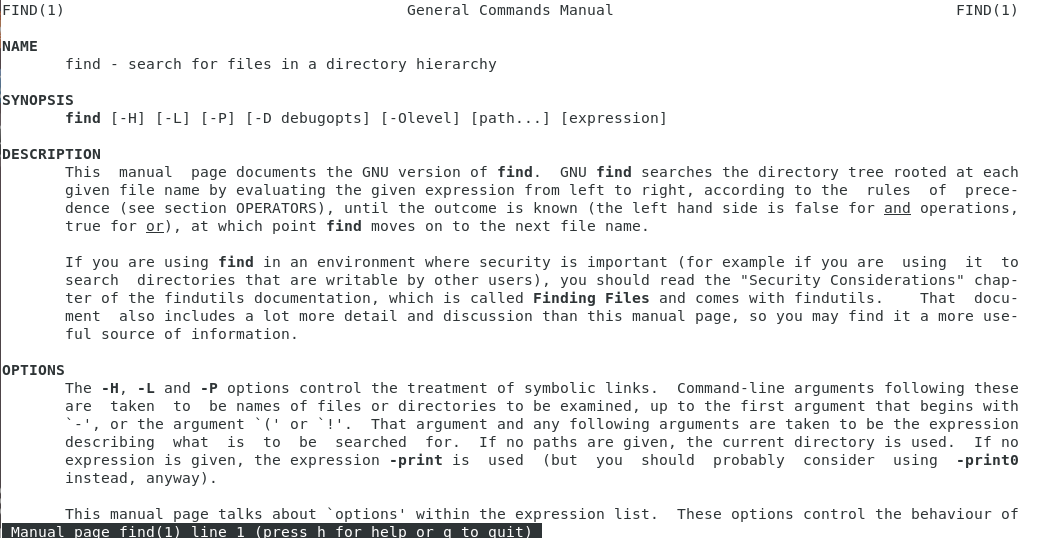 FIND(1)                                      General Commands Manual                                      FIND(1)
NAME
find - search for files in a directory hierarchy
SYNOPSIS
find [-H] [-L] [-P] [-D debugopts] [-Olevel] [path...] [expression]
DESCRIPTION
This  manual  page documents the GNU version of find.  GNU find searches the directory tree rooted at each
given file name by evaluating the given expression from left to right, according to the  rules  of  prece-
dence (see section OPERATORS), until the outcome is known (the left hand side is false for and operations,
true for or), at which point find moves on to the next file name.
If you are using find in an environment where security is important (for example if you are  using  it  to
search  directories that are writable by other users), you should read the "Security Considerations" chap-
ter of the findutils documentation, which is called Finding Files and comes with findutils.    That  docu-
ment  also includes a lot more detail and discussion than this manual page, so you may find it a more use-
ful source of information.
OPTIONS
The -H, -L and -P options control the treatment of symbolic links.  Command-line arguments following these
are  taken  to  be names of files or directories to be examined, up to the first argument that begins with
`-', or the argument `(' or `!'.  That argument and any following arguments are taken to be the expression
describing  what  is  to  be  searched  for.  If no paths are given, the current directory is used.  If no
expression is given, the expression -print is  used  (but  you  should  probably  consider  using  -print0
instead, anyway).
This manual page talks about `options' within the expression list.  These options control the behaviour of
Manual page find(1) line 1 (press h for help or q to quit)